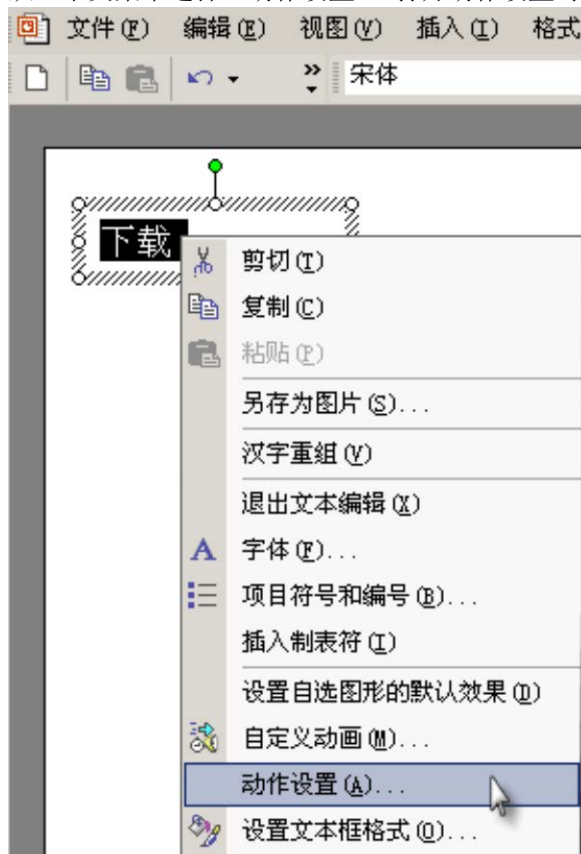 文件(F) 编辑(E) 视图(V) 插入(I) 格式
宋体
下载
剪切(T)
复制(C)
粘贴(P)
另存为图片(S)...
汉字重组(V)
退出文本编辑(X)
字体(F)...
项目符号和编号(B)...
插入制表符(I)
设置自选图形的默认效果(D)
自定义动画(M)...
动作设置(A)...
设置文本框格式(O)...